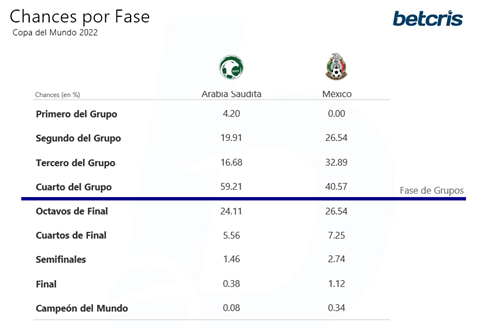 Chances por Fase
betcris
Copa del Mundo 2022
Chances (en %) Arabia Saudita México
Primero del Grupo 4.20 0.00
Segundo del Grupo 19.91 26.54
Tercero del Grupo 16.68 32.89
Cuarto del Grupo 59.21 40.57
Fase de Grupos
Octavos de Final 24.11 26.54
Cuartos de Final 5.56 7.25
Semifinales 1.46 2.74
Final 0.38 1.12
Campeón del Mundo 0.08 0.34